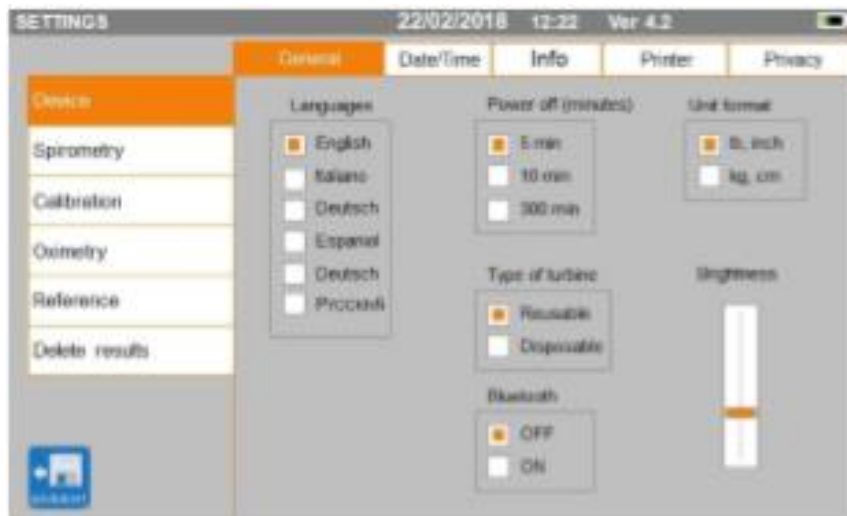 SETTINGS 22/02/2018 12:22 Ver 4.2
General Date/Time Info Printer Privacy
Device
Spirometry
Calibration
Oximetry
Reference
Delete results
Languages
English
Italiano
Deutsch
Espanol
Deutsch
Power off (minutes)
5 min
10 min
300 min
Unit format
lb, inch
kg, cm
Type of turbine
Reusable
Disposable
Brightness
Bluetooth
OFF
ON